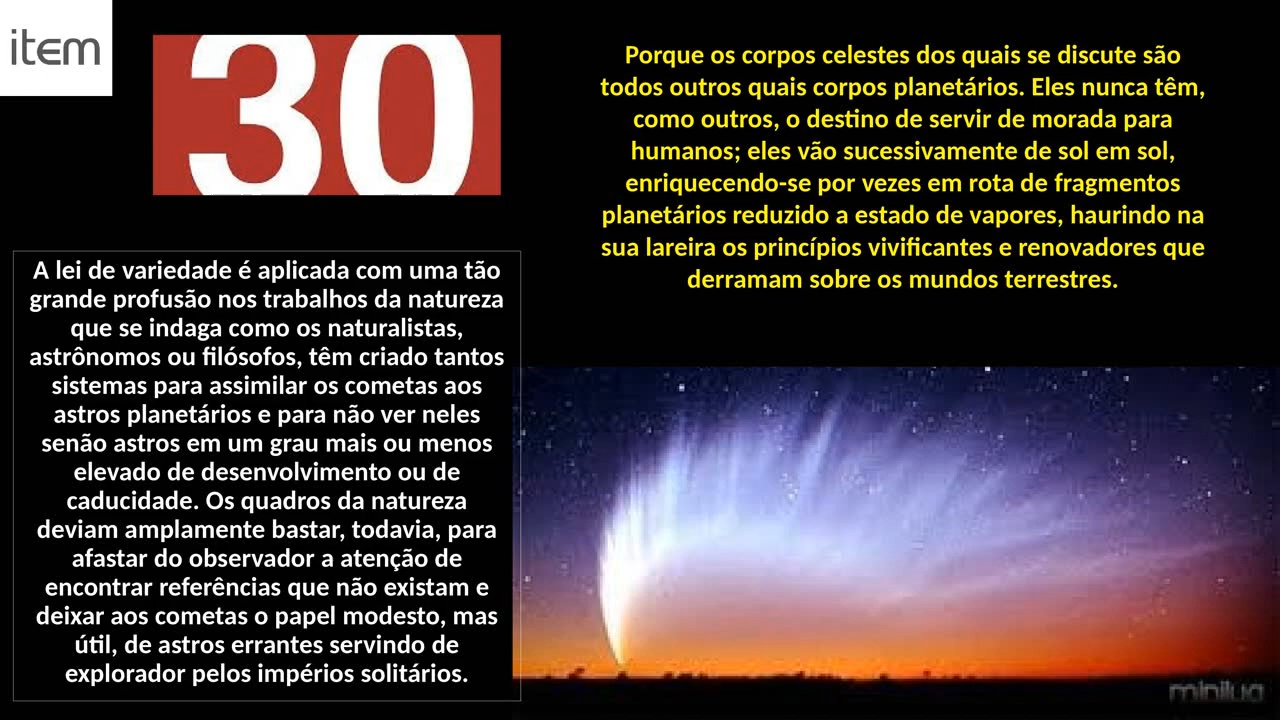 item
30
A lei de variedade é aplicada com uma tão
grande profusão nos trabalhos da natureza
que se indaga como os naturalistas,
astrônomos ou filósofos, têm criado tantos
sistemas para assimilar os cometas aos
astros planetários e para não ver neles
senão astros em um grau mais ou menos
elevado de desenvolvimento ou de
caducidade. Os quadros da natureza
deviam amplamente bastar, todavia, para
afastar do observador a atenção de
encontrar referências que não existam e
deixar aos cometas o papel modesto, mas
útil, de astros errantes servindo de
explorador pelos impérios solitários.
Porque os corpos celestes dos quais se discute são
todos outros quais corpos planetários. Eles nunca têm,
como outros, o destino de servir de morada para
humanos; eles vão sucessivamente de sol em sol,
enriquecendo-se por vezes em rota de fragmentos
planetários reduzido a estado de vapores, haurindo na
sua lareira os princípios vivificantes e renovadores que
derramam sobre os mundos terrestres.
minilua